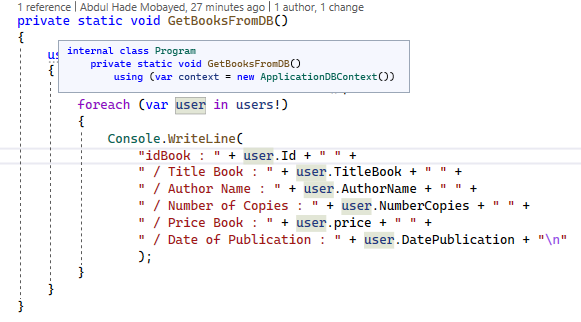 1 reference | Abdul Hade Mobayed, 27 minutes ago | 1 author, 1 change
private static void GetBooksFromDB()
{
us
internal class Program
private static void GetBooksFromDB()
using (var context = new ApplicationDBContext())
{
foreach (var user in users!)
{
Console.WriteLine(
"idBook : " + user.Id + " " +
" / Title Book : " + user.TitleBook + " " +
" / Author Name : " + user.AuthorName + " " +
" / Number of Copies : " + user.NumberCopies + " " +
" / Price Book : " + user.price + " " +
" / Date of Publication : " + user.DatePublication + "\n"
);
}
}
}